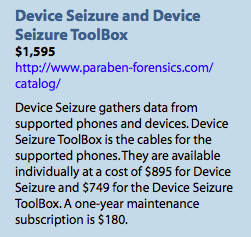 Device Seizure and Device
Seizure ToolBox
$1,595
http://www.paraben-forensics.com/
catalog/
Device Seizure gathers data from
supported phones and devices. Device
Seizure ToolBox is the cables for the
supported phones. They are available
individually at a cost of $895 for Device
Seizure and $749 for the Device Seizure
ToolBox. A one-year maintenance
subscription is $180.